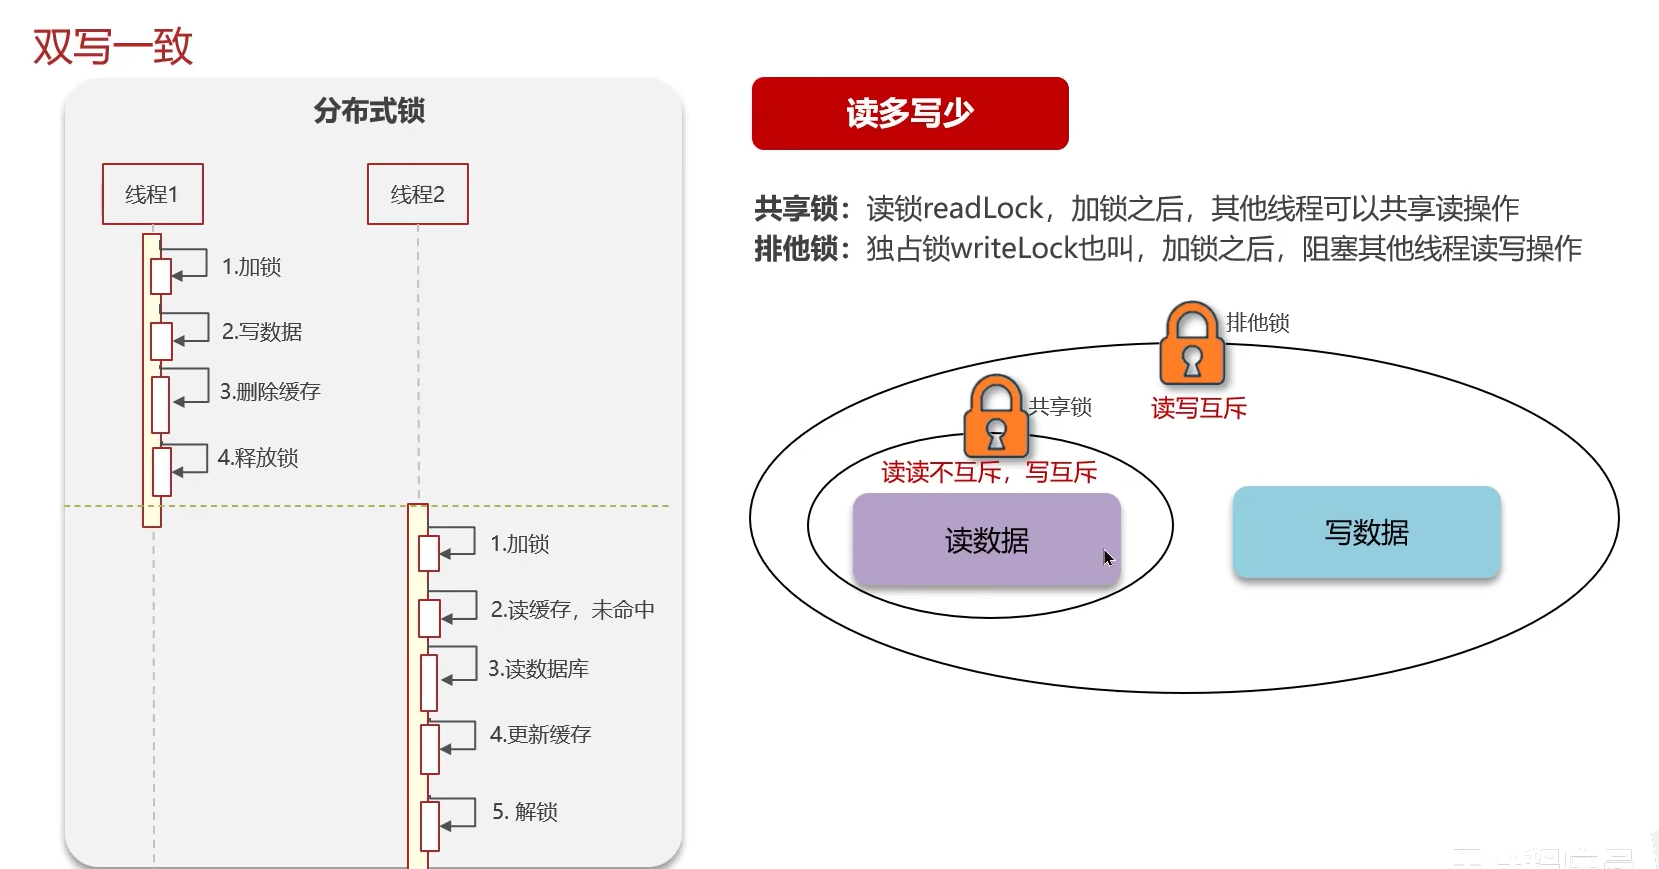 双写一致
分布式锁
线程1
线程2
1.加锁
2.写数据
3.删除缓存
4.释放锁
1.加锁
2.读缓存，未命中
3.读数据库
4.更新缓存
5. 解锁
读多写少
共享锁：读锁readLock，加锁之后，其他线程可以共享读操作
排他锁：独占锁writeLock也叫，加锁之后，阻塞其他线程读写操作
排他锁
读写互斥
共享锁
读读不互斥，写互斥
读数据
写数据